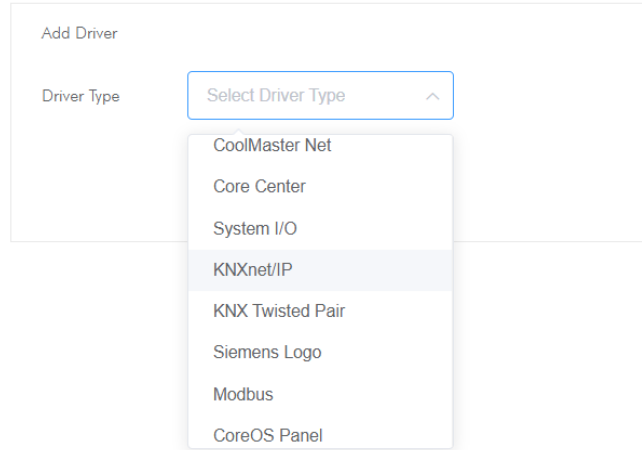 Add Driver
Driver Type
Select Driver Type
CoolMaster Net
Core Center
System I/O
KNXnet/IP
KNX Twisted Pair
Siemens Logo
Modbus
CoreOS Panel